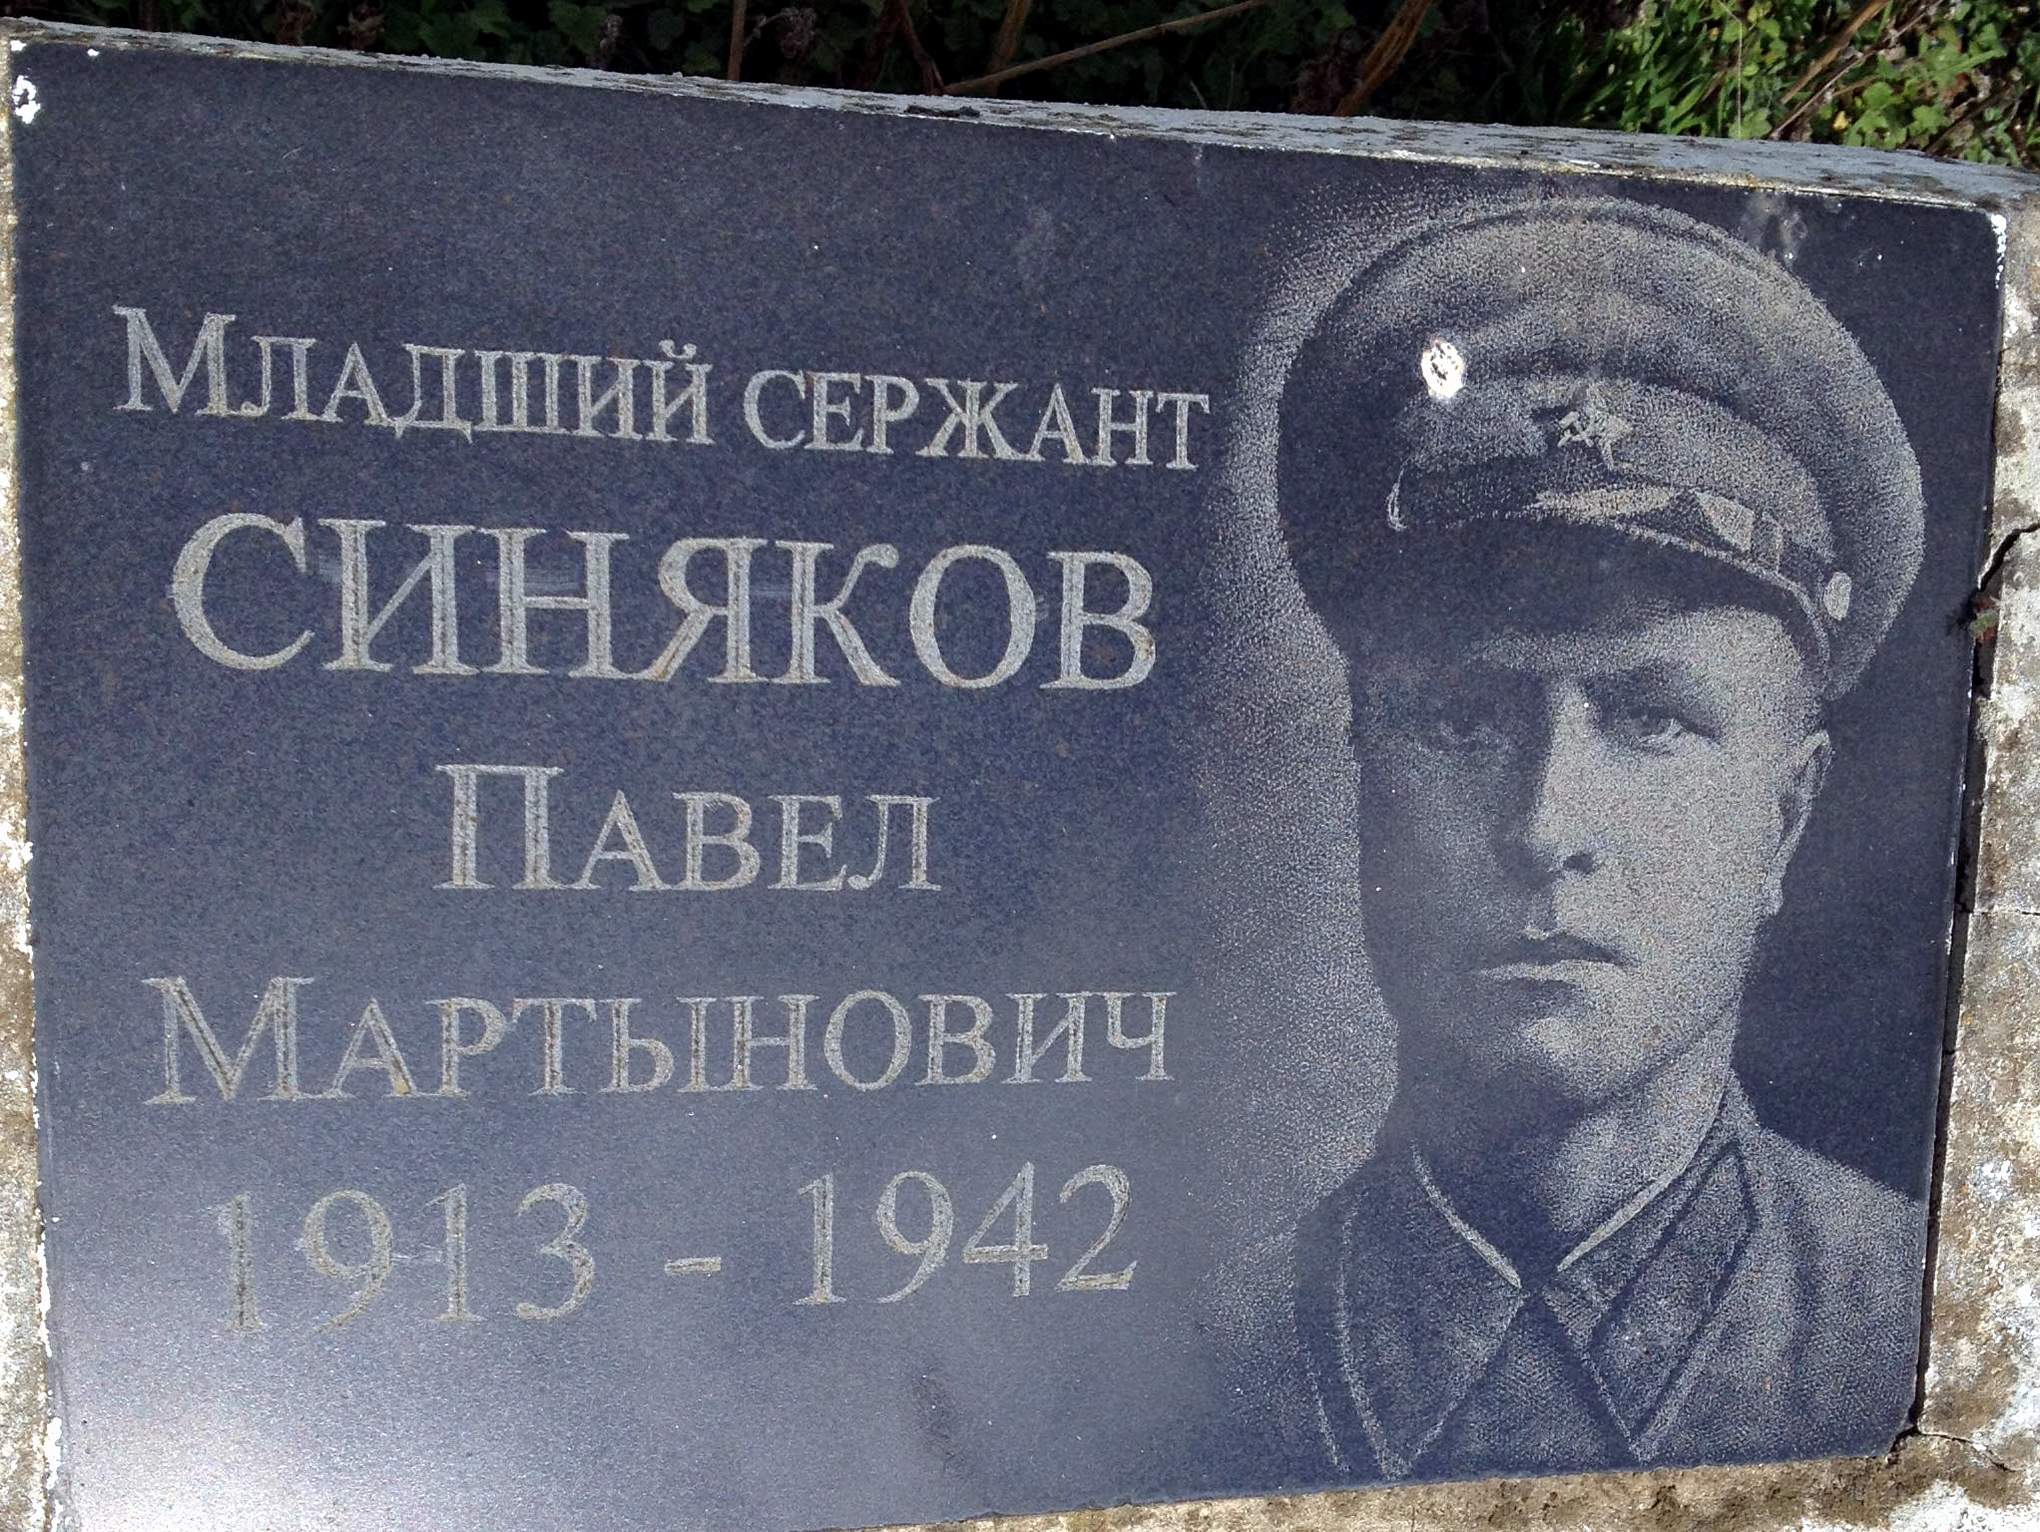 Младший сержант
СИНЯКОВ
Павел
Мартынович
1913 - 1942